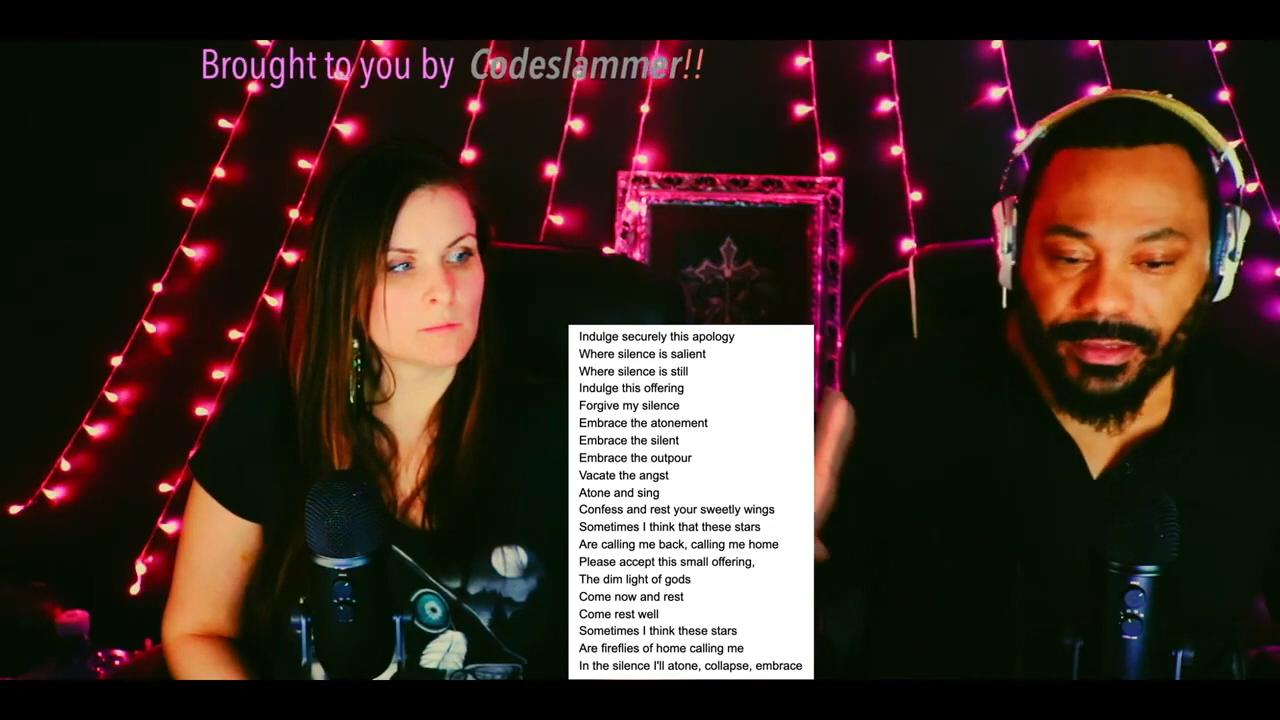 Brought to you by Codeslammer!!
Indulge securely this apology
Where silence is salient
Where silence is still
Indulge this offering
Forgive my silence
Embrace the atonement
Embrace the silent
Embrace the outpour
Vacate the angst
Atone and sing
Confess and rest your sweetly wings
Sometimes I think that these stars
Are calling me back, calling me home
Please accept this small offering,
The dim light of gods
Come now and rest
Come rest well
Sometimes I think these stars
Are fireflies of home calling me
In the silence I'll atone, collapse, embrace